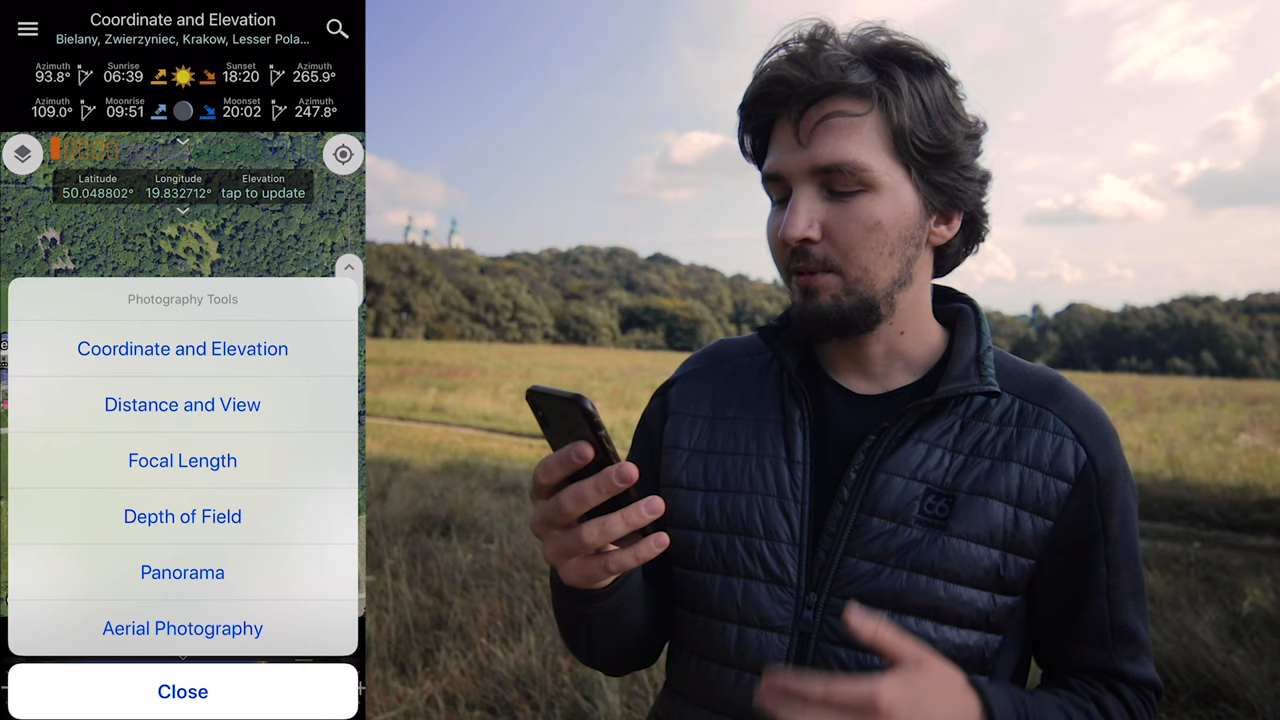 Coordinate and Elevation
Bielany, Zwierzyniec, Krakow, Lesser Pola...
Azimuth
93.8°
Sunrise
06:39
Sunset
18:20
Azimuth
265.9°
Azimuth
109.0°
Moonrise
09:51
Moonset
20:02
Azimuth
247.8°
Latitude
50.048802°
Longitude
19.832712°
Elevation
tap to update
Photography Tools
Coordinate and Elevation
Distance and View
Focal Length
Depth of Field
Panorama
Aerial Photography
Close
66